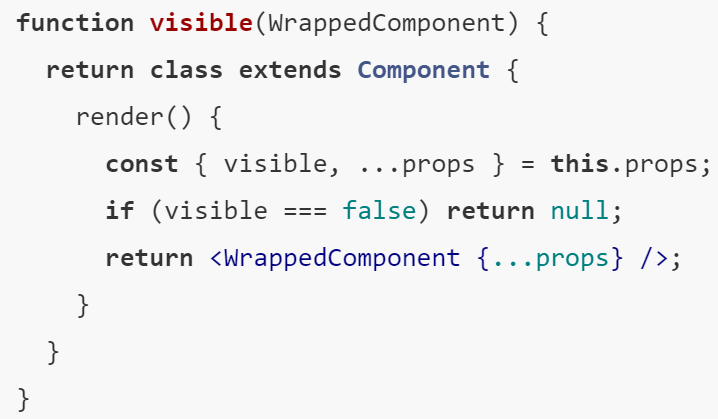 function visible(WrappedComponent) {
  return class extends Component {
    render() {
      const { visible, ...props } = this.props;
      if (visible === false) return null;
      return <WrappedComponent {...props} />;
    }
  }
}